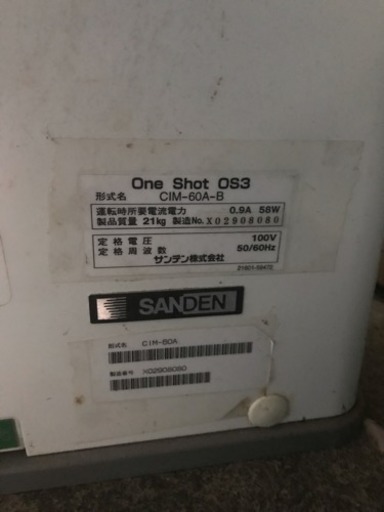 One Shot OS3
形式名 CIM-60A-B
運転時所要電流電力 0.9A 58W
製品質量 21kg 製造No. X02908080
定格電圧 100V
定格周波数 50/60Hz
サンデン株式会社
SANDEN
形式名 CIM-60A
製造番号 X02908080